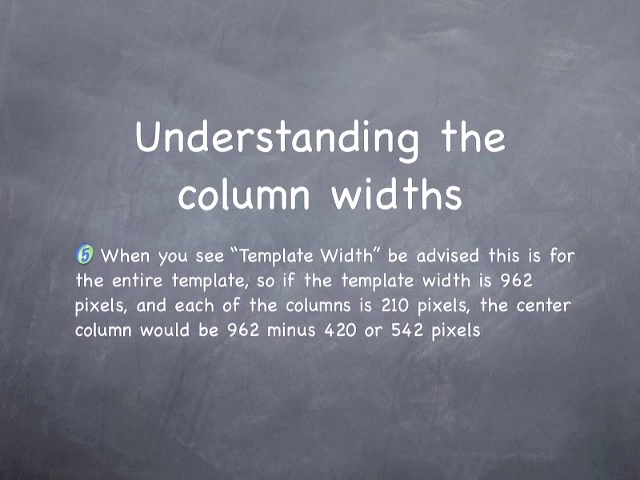 Understanding the
column widths
6 When you see “Template Width” be advised this is for
the entire template, so if the template width is 962
pixels, and each of the columns is 210 pixels, the center
column would be 962 minus 420 or 542 pixels